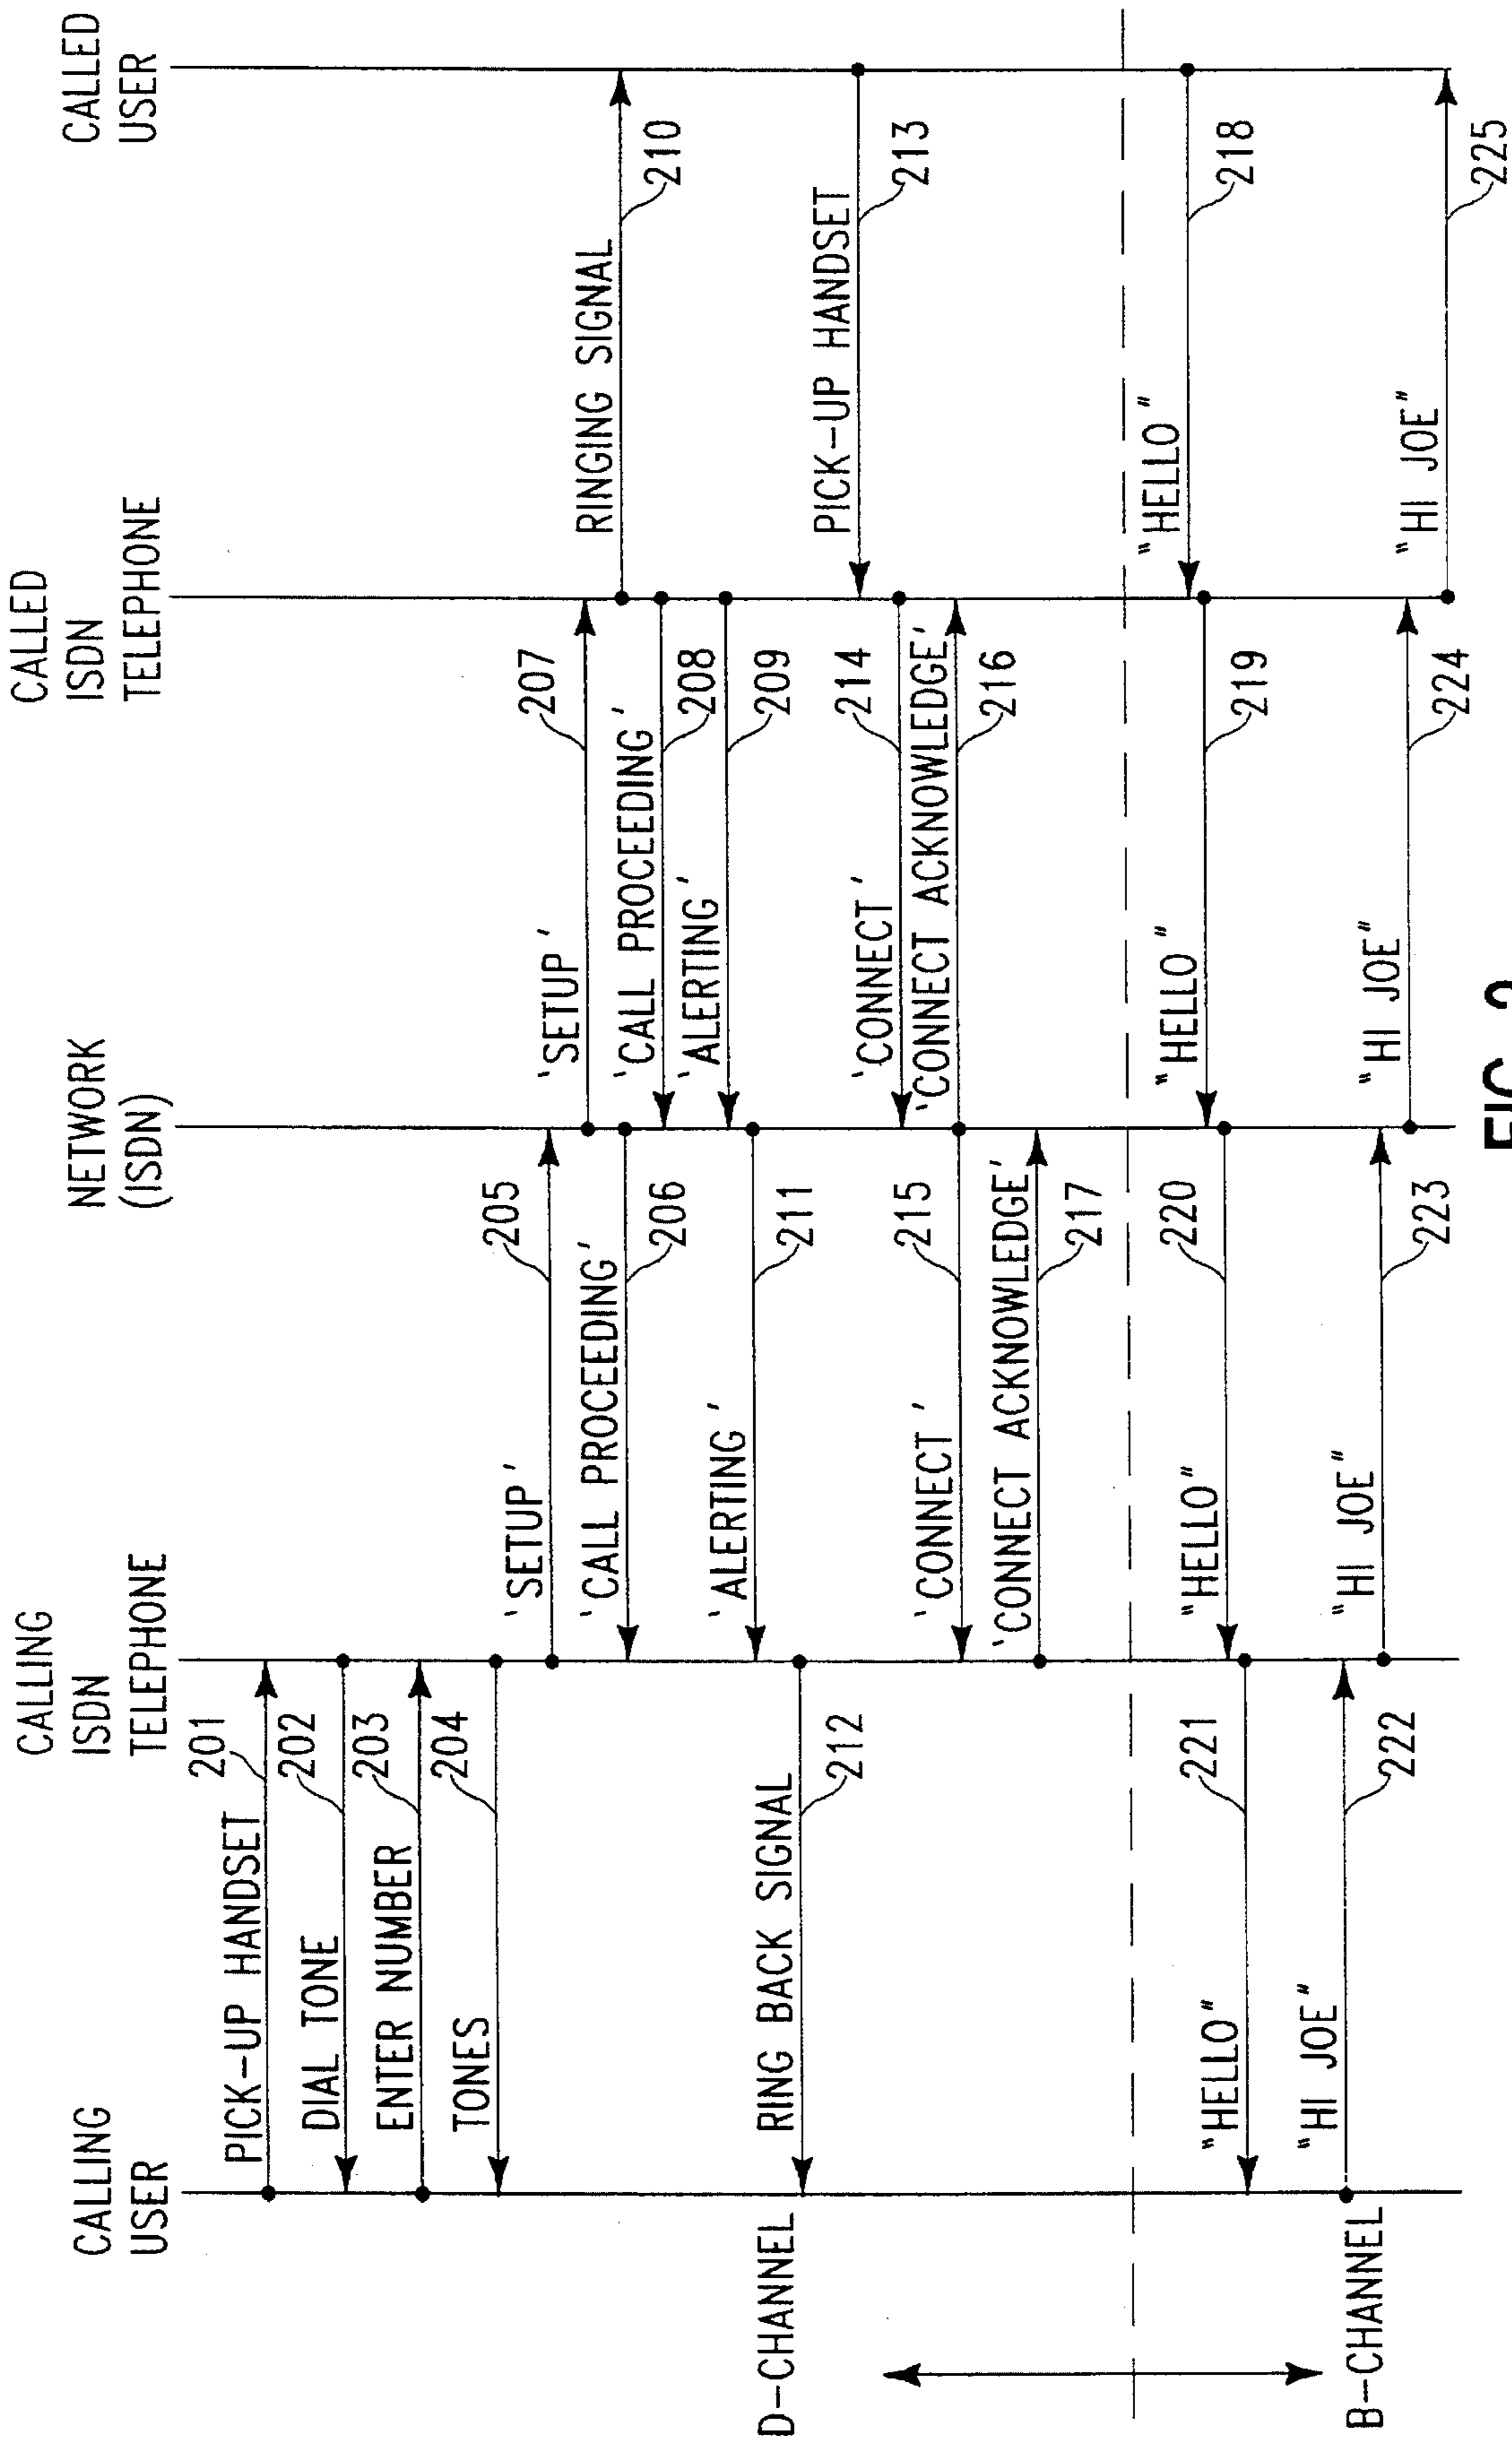 CALLING
USER
CALLING
ISDN
TELEPHONE
NETWORK
(ISDN)
CALLED
ISDN
TELEPHONE
CALLED
USER
PICK-UP HANDSET
201
DIAL TONE
202
ENTER NUMBER
203
TONES
204
'SETUP'
205
'SETUP'
207
'CALL PROCEEDING'
206
RINGING SIGNAL
210
'CALL PROCEEDING'
208
'ALERTING'
209
'ALERTING'
211
D-CHANNEL
RING BACK SIGNAL
212
PICK-UP HANDSET
213
'CONNECT'
214
'CONNECT'
215
'CONNECT ACKNOWLEDGE'
216
'CONNECT ACKNOWLEDGE'
217
"HELLO"
218
"HELLO"
219
"HELLO"
220
"HELLO"
221
B-CHANNEL
"HI JOE"
222
"HI JOE"
223
"HI JOE"
224
"HI JOE"
225